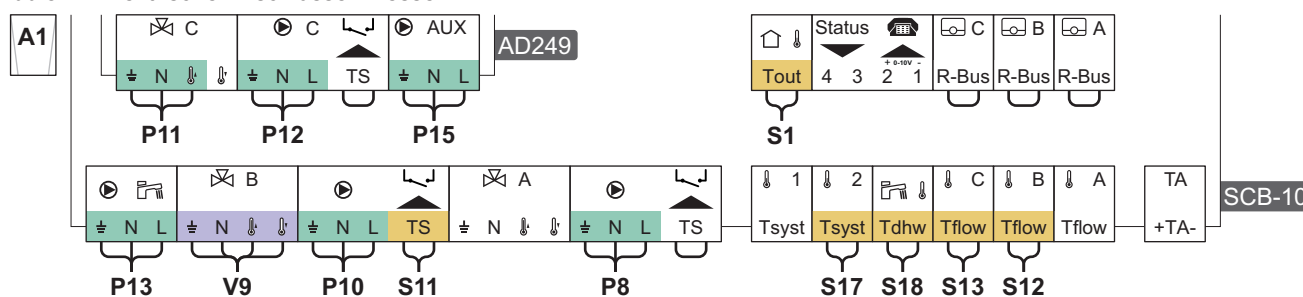 A1
C
C
AUX
AD249
N
N L
TS
N L
P11
P12
P15
Status
C
B
A
+ 0-10V -
Tout
4 3 2 1
R-Bus
R-Bus
R-Bus
S1
B
A
1
2
C
B
A
TA
SCB-10
N L
N
N L
TS
N
N L
TS
Tsyst
Tsyst
Tdhw
Tflow
Tflow
Tflow
+TA-
P13
V9
P10
S11
P8
S17
S18
S13
S12